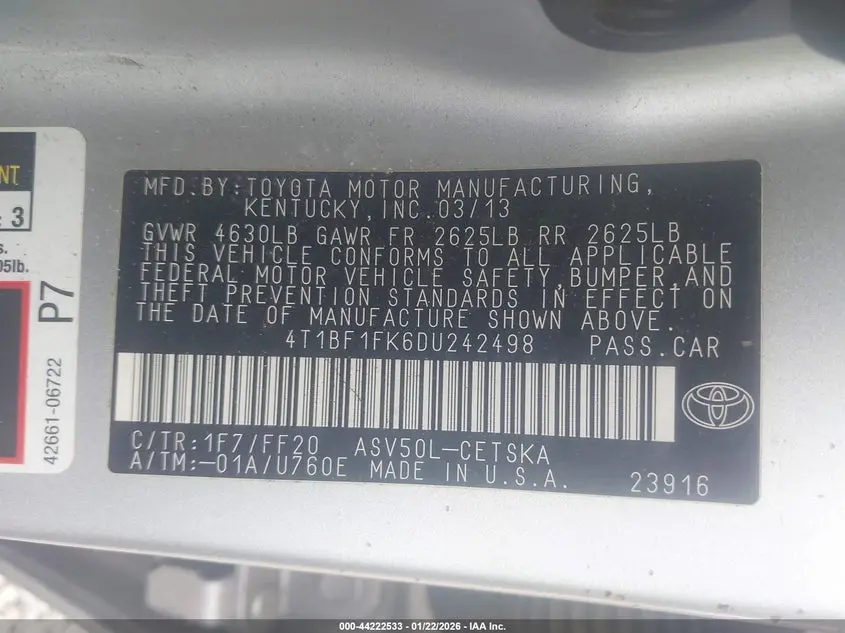 NT
: 3
s.
05lb.
P7
42661-06722
MFD.BY:TOYOTA MOTOR MANUFACTURING,
KENTUCKY,INC.03/13
GVWR 4630LB GAWR FR 2625LB RR 2625LB
THIS VEHICLE CONFORMS TO ALL APPLICABLE
FEDERAL MOTOR VEHICLE SAFETY,BUMPER,AND
THEFT PREVENTION STANDARDS IN EFFECT ON
THE DATE OF MANUFACTURE SHOWN ABOVE.
4T1BF1FK6DU242498 PASS.CAR
C/TR:1F7/FF20 ASV50L-CETSKA
A/TM:-01A/U760E MADE IN U.S.A.
23916
000-44222533 - 01/22/2026 - IAA Inc.